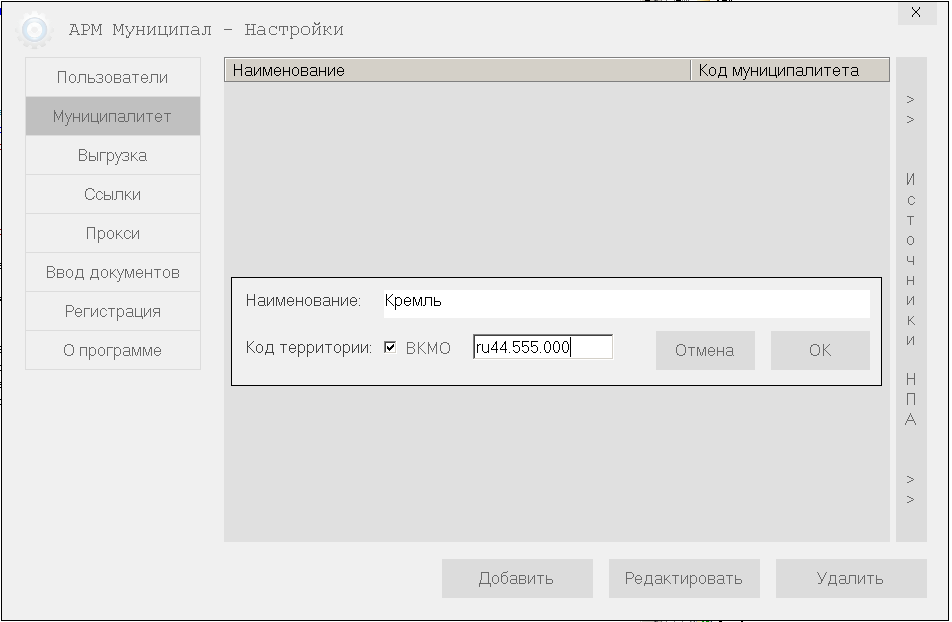 АРМ Муниципал - Настройки
X
Пользователи
Муниципалитет
Выгрузка
Ссылки
Прокси
Ввод документов
Регистрация
О программе
Наименование
Код муниципалитета
Наименование:
Кремль
Код территории:
ВКМО
ru44.555.000
Отмена
OK
>> Источники НПА >>
Добавить
Редактировать
Удалить